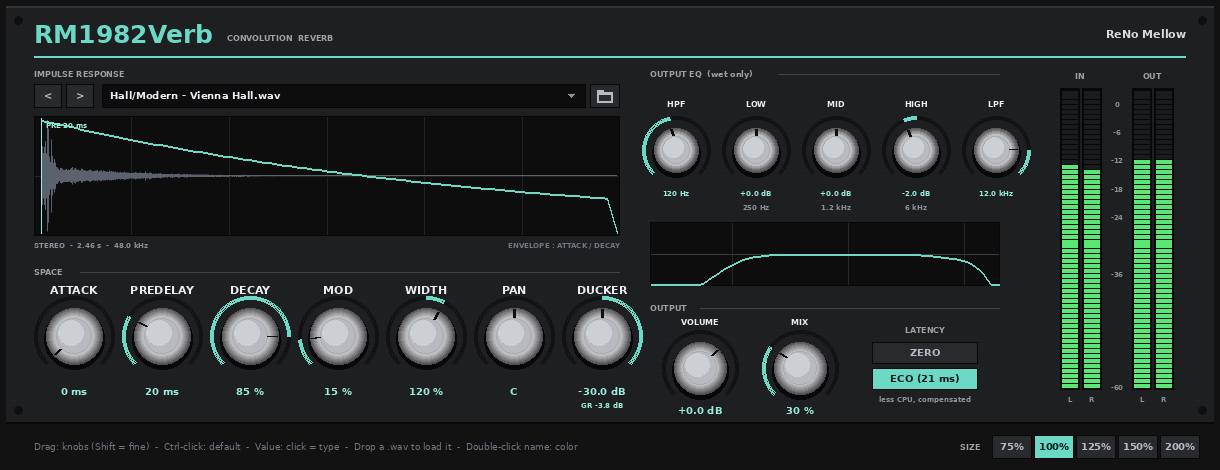 RM1982Verb CONVOLUTION REVERB ReNo Mellow
IMPULSE RESPONSE
< > Hall/Modern - Vienna Hall.wav
PRE 20 ms
STEREO - 2.46 s - 48.0 kHz ENVELOPE : ATTACK / DECAY
SPACE
ATTACK PREDELAY DECAY MOD WIDTH PAN DUCKER
0 ms 20 ms 85 % 15 % 120 % C -30.0 dB
GR -3.8 dB
OUTPUT EQ (wet only)
HPF LOW MID HIGH LPF
120 Hz +0.0 dB +0.0 dB -2.0 dB 12.0 kHz
250 Hz 1.2 kHz 6 kHz
OUTPUT
VOLUME MIX
+0.0 dB 30 %
LATENCY
ZERO
ECO (21 ms)
less CPU, compensated
IN OUT
0
-6
-12
-18
-24
-36
-60
L R L R
Drag: knobs (Shift = fine) - Ctrl-click: default - Value: click = type - Drop a .wav to load it - Double-click name: color
SIZE 75% 100% 125% 150% 200%